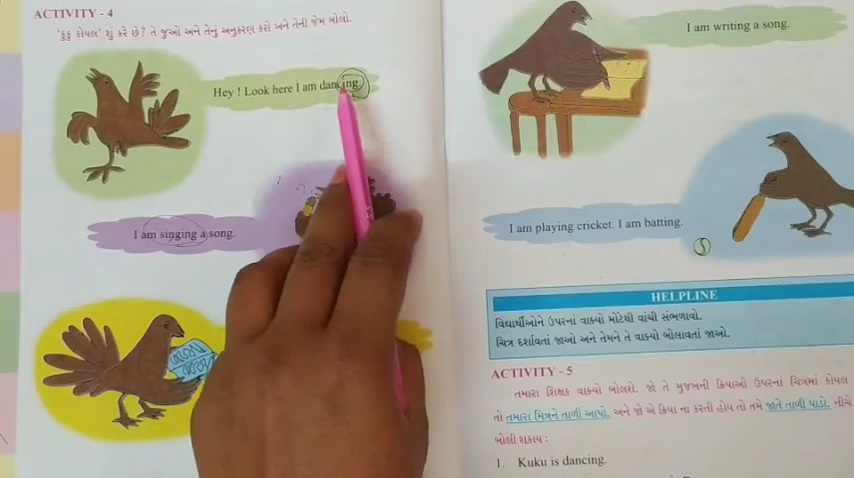 ACTIVITY - 4
'કુકુ કોયલ' શું કરે છે? તે જુઓ અને તેનું અનુકરણ કરો અને તેની જેમ બોલો.
Hey ! Look here I am dancing.
I am singing a song.
I am writing a song.
I am playing cricket. I am batting.
HELPLINE
વિદ્યાર્થીઓને ઉપરનાં વાક્યો મોટેથી વાંચી સંભળાવો.
ચિત્ર દર્શાવતાં જાઓ અને તેમને તે વાક્યો બોલાવતાં જાઓ.
ACTIVITY - 5
તમારા શિક્ષક વાક્યો બોલશે. જો તે મુજબની ક્રિયાઓ ઉપરનાં ચિત્રમાં કોયલ
તો તમારા મિત્રને તાળી આપો. અને જો એ ક્રિયા ના કરતી હોય તો તમે જાતે તાળી પાડો. નીચે
બોલી શકાય :
1. Kuku is dancing.